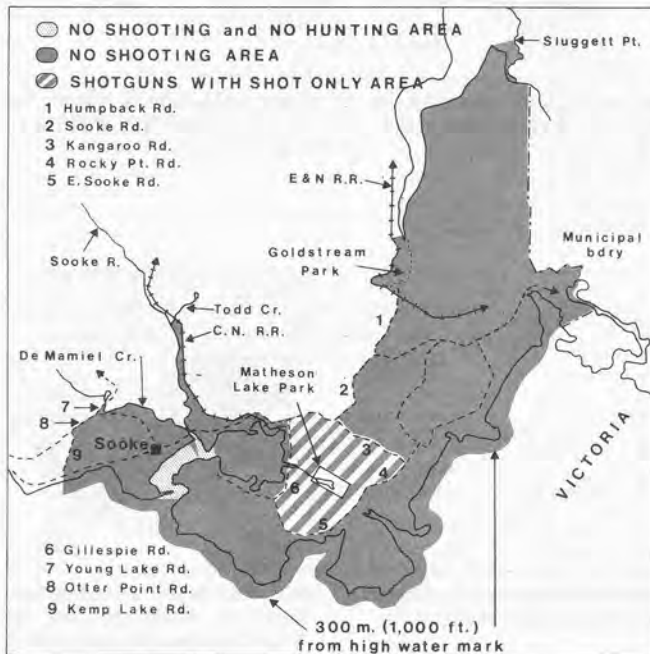 NO SHOOTING and NO HUNTING AREA
NO SHOOTING AREA
SHOTGUNS WITH SHOT ONLY AREA
1 Humpback Rd.
2 Sooke Rd.
3 Kangaroo Rd.
4 Rocky Pt. Rd.
5 E. Sooke Rd.
Sluggett Pt.
E & N R.R.
Goldstream
Park
Municipal
bdry
Sooke R.
Todd Cr.
C.N. R.R.
1
De Mamiel Cr.
Matheson
Lake Park
2
7
8
Sooke
9
3
4
6
5
VICTORIA
6 Gillespie Rd.
7 Young Lake Rd.
8 Otter Point Rd.
9 Kemp Lake Rd.
300 m. (1,000 ft.)
from high water mark